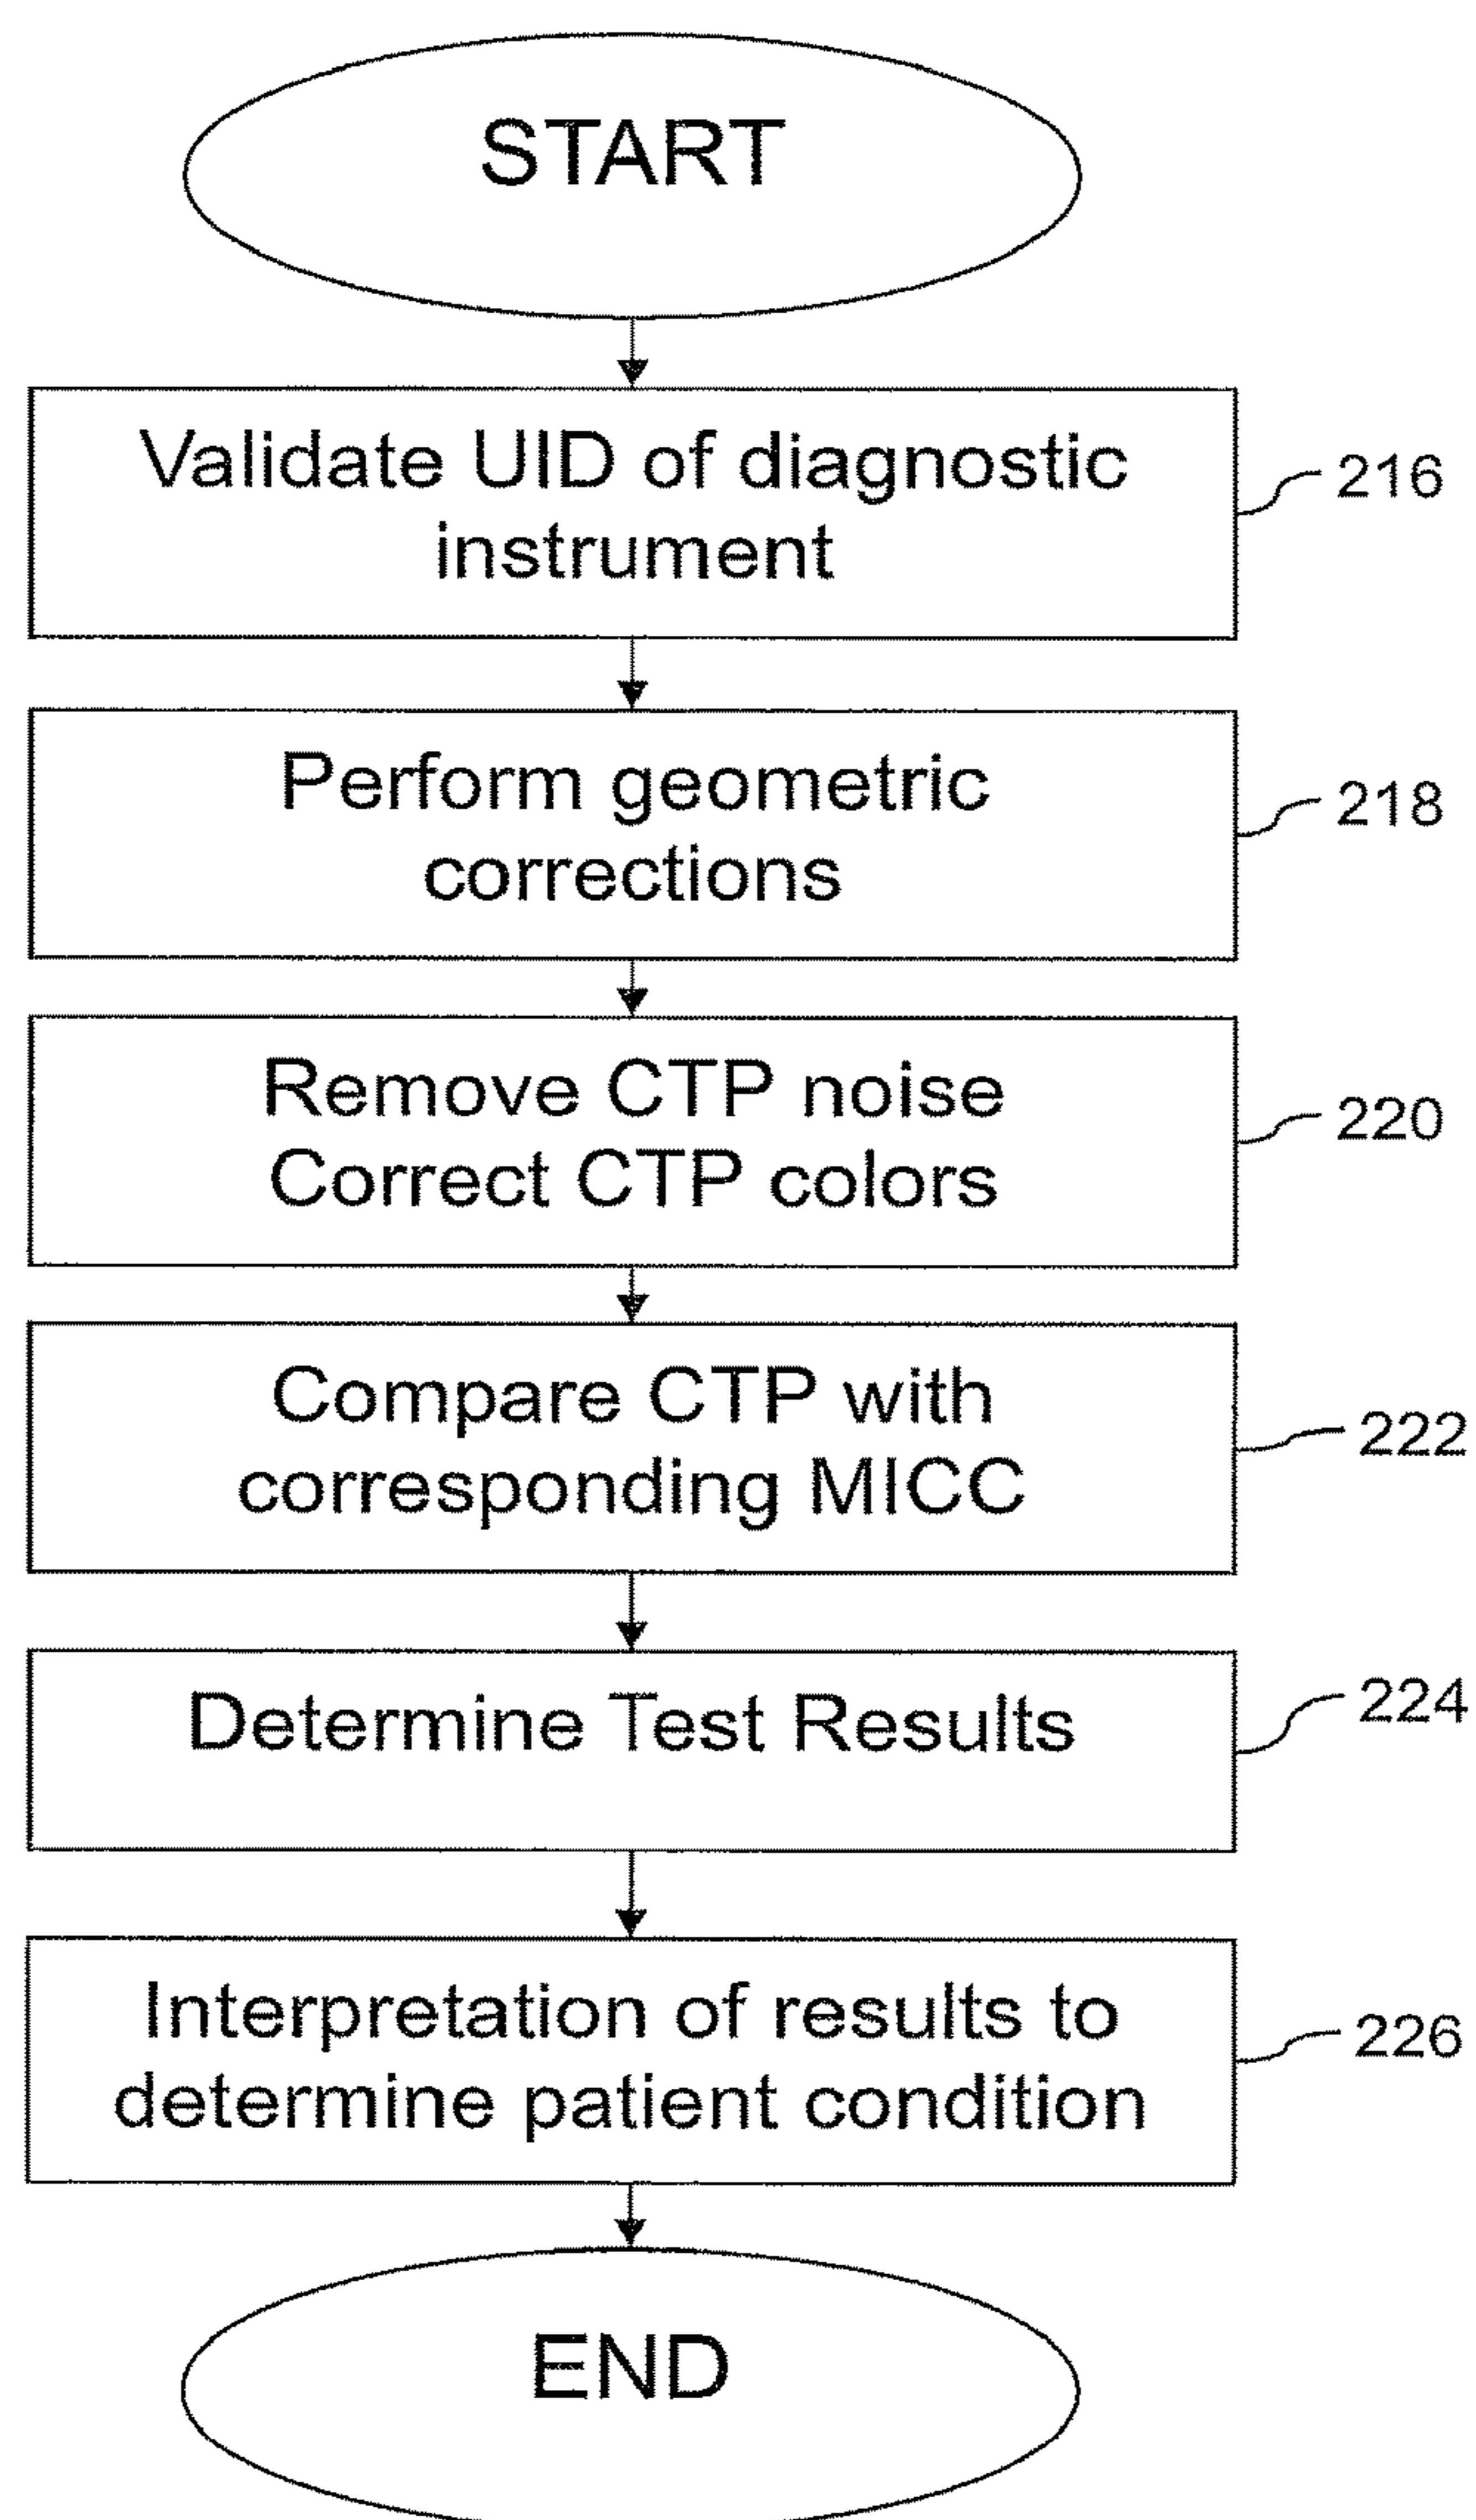 START
Validate UID of diagnostic
instrument
216
Perform geometric
corrections
218
Remove CTP noise
Correct CTP colors
220
Compare CTP with
corresponding MICC
222
Determine Test Results
224
Interpretation of results to
determine patient condition
226
END